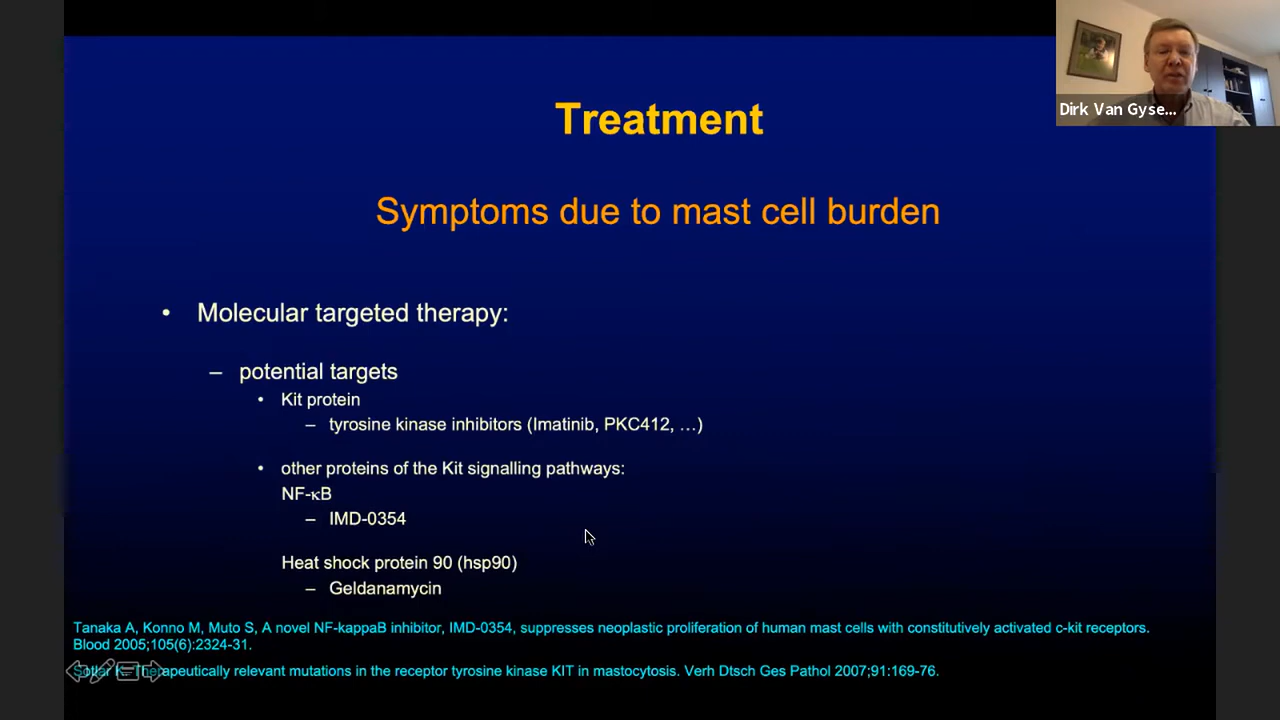 Treatment
Dirk Van Gyse...
Symptoms due to mast cell burden
• Molecular targeted therapy:
– potential targets
• Kit protein
– tyrosine kinase inhibitors (Imatinib, PKC412, …)
• other proteins of the Kit signalling pathways:
NF-κB
– IMD-0354
Heat shock protein 90 (hsp90)
– Geldanamycin
Tanaka A, Konno M, Muto S, A novel NF-kappaB inhibitor, IMD-0354, suppresses neoplastic proliferation of human mast cells with constitutively activated c-kit receptors.
Blood 2005;105(6):2324-31.
Therapeutically relevant mutations in the receptor tyrosine kinase KIT in mastocytosis. Verh Dtsch Ges Pathol 2007;91:169-76.